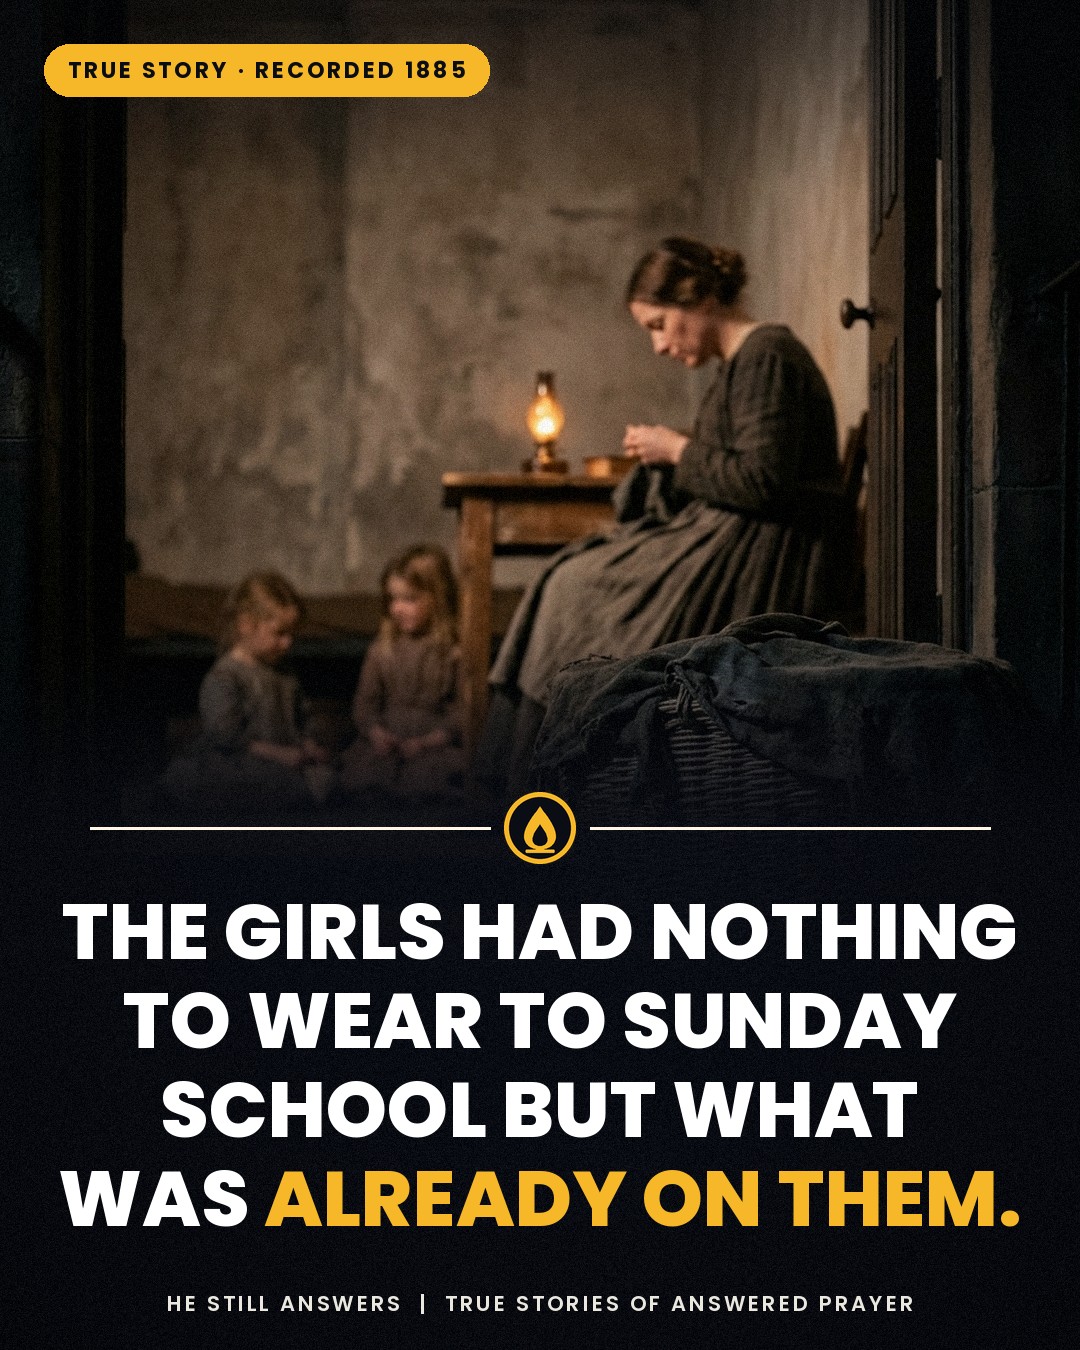 TRUE STORY · RECORDED 1885
THE GIRLS HAD NOTHING
TO WEAR TO SUNDAY
SCHOOL BUT WHAT
WAS ALREADY ON THEM.
HE STILL ANSWERS | TRUE STORIES OF ANSWERED PRAYER